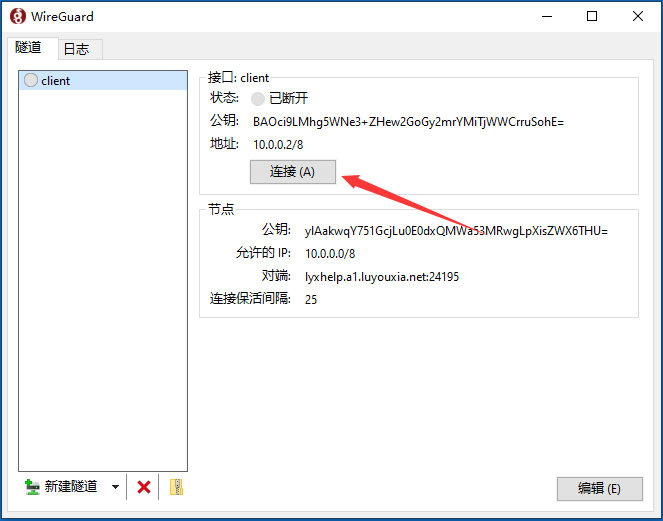 WireGuard
隧道 日志
client
接口: client
状态: 已断开
公钥: BAOci9LMhg5WNe3+ZHew2GoGy2mrYMiTjWWCrruSohE=
地址: 10.0.0.2/8
连接 (A)
节点
公钥: yIAakwqY751GcjLu0E0dxQMWa53MRwgLpXisZWX6THU=
允许的 IP: 10.0.0.0/8
对端: lyxhelp.a1.luyouxia.net:24195
连接保活间隔: 25
新建隧道
编辑 (E)